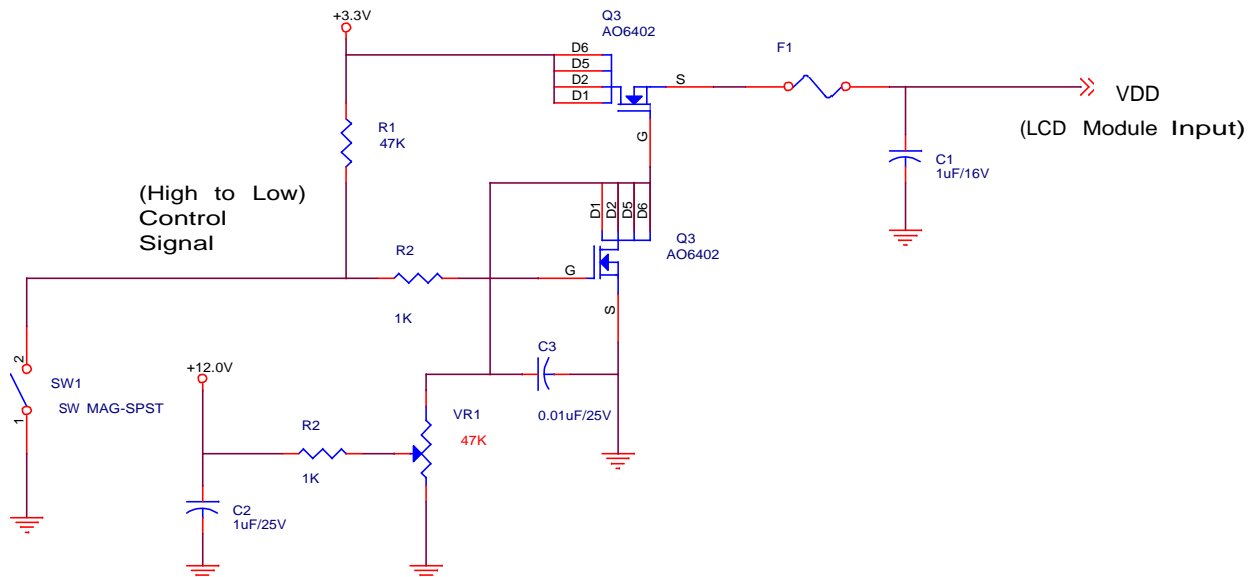 +3.3V
Q3
AO6402
F1
D6
D5
D2
D1
S
G
VDD
(LCD Module Input)
R1
47K
C1
1uF/16V
(High to Low)
Control
Signal
D1
D2
D5
D6
Q3
AO6402
R2
1K
G
S
2
1
SW1
SW MAG-SPST
+12.0V
C3
0.01uF/25V
VR1
47K
R2
1K
C2
1uF/25V